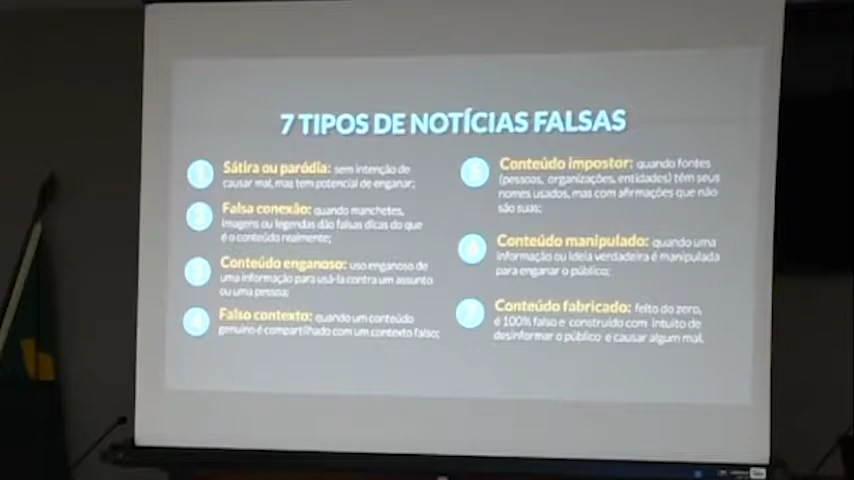 7 TIPOS DE NOTÍCIAS FALSAS
1 Sátira ou paródia: sem intenção de
causar mal, mas tem potencial de enganar;
2 Falsa conexão: quando manchetes,
imagens ou legendas dão falsas dicas do que
é o conteúdo realmente;
3 Conteúdo enganoso: uso enganoso de
uma informação para usá-la contra um assunto
ou uma pessoa;
4 Falso contexto: quando um conteúdo
genuíno é compartilhado com um contexto falso;
5 Conteúdo impostor: quando fontes
(pessoas, organizações, entidades) têm seus
nomes usados, mas com afirmações que não
são suas;
6 Conteúdo manipulado: quando uma
informação ou ideia verdadeira é manipulada
para enganar o público;
7 Conteúdo fabricado: feito do zero,
é 100% falso e construído com intuito de
desinformar o público e causar algum mal.